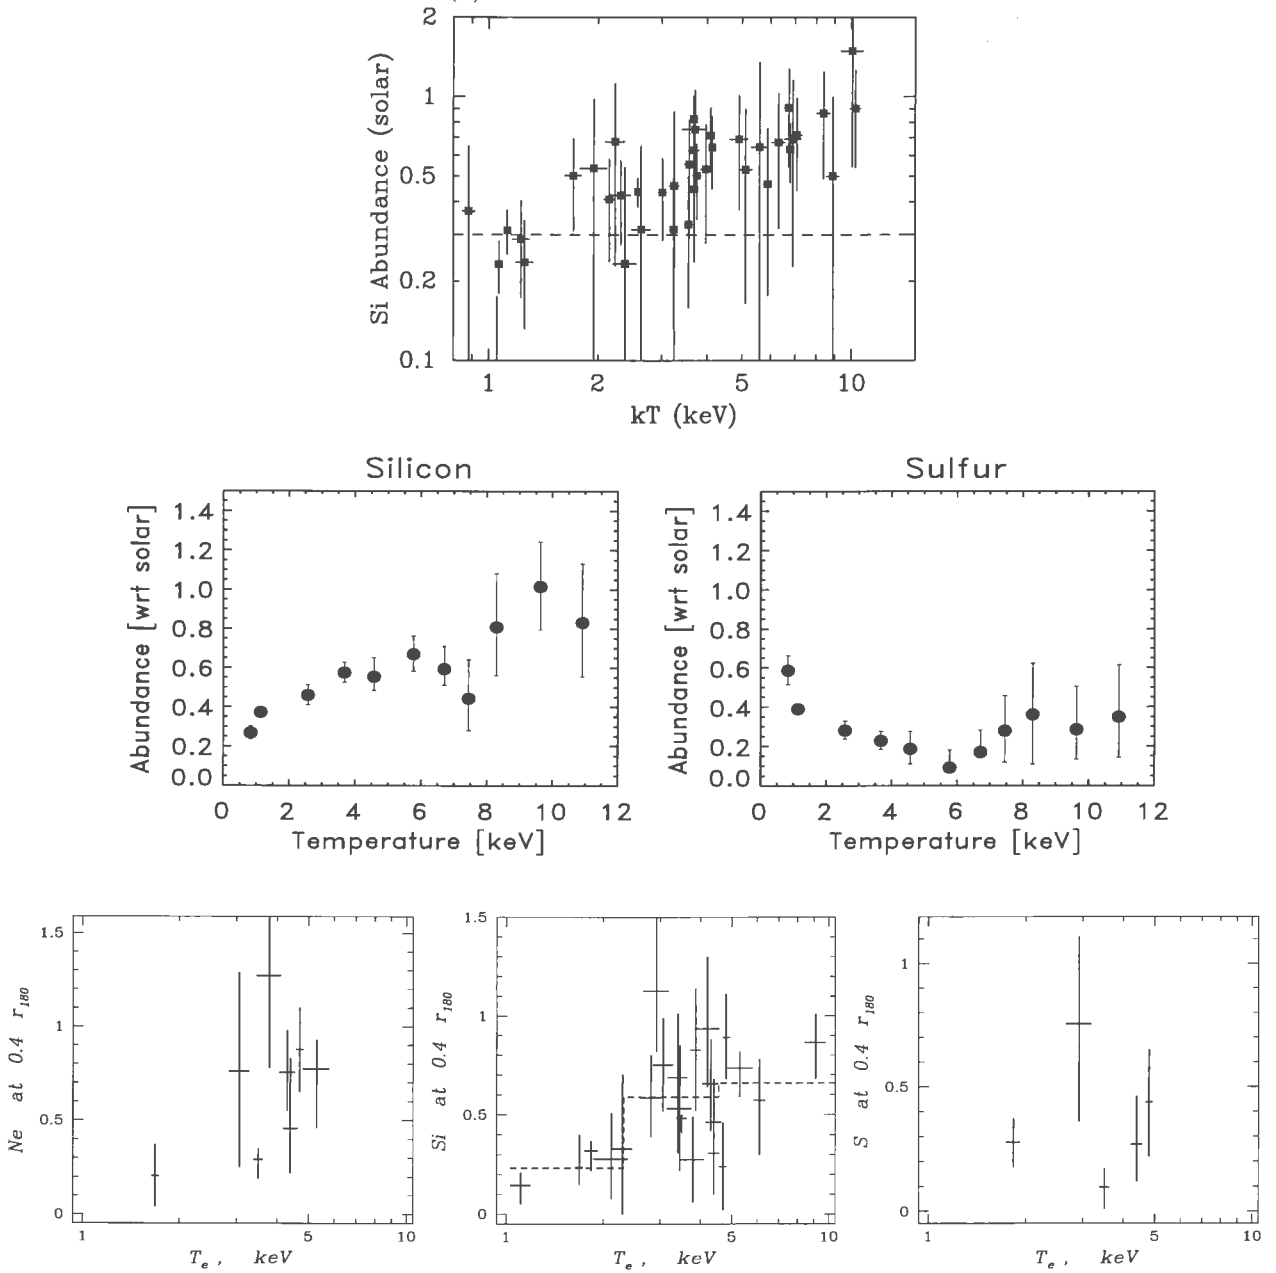 2
1
0.5
0.2
0.1
Si Abundance (solar)
1 2 5 10
kT (keV)
Silicon
1.4
1.2
1.0
0.8
0.6
0.4
0.2
0.0
Abundance [wrt solar]
0 2 4 6 8 10 12
Temperature [keV]
Sulfur
1.4
1.2
1.0
0.8
0.6
0.4
0.2
0.0
Abundance [wrt solar]
0 2 4 6 8 10 12
Temperature [keV]
1.5
1
0.5
0
Ne at 0.4 r180
1 5 10
Te, keV
1.5
1
0.5
0
Si at 0.4 r180
1 5 10
Te, keV
1
0.5
0
S at 0.4 r180
1 5 10
Te, keV